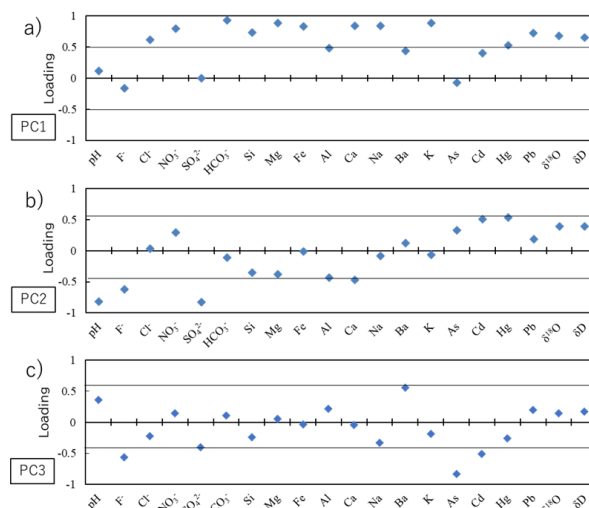 a)
1
0.5
0
-0.5
-1
Loading
PC1
pH F- Cl- NO₃- SO₄²- HCO₃- Si Mg Fe Al Ca Na Ba K As Cd Hg Pb δ¹⁸O δD
b)
1
0.5
0
-0.5
-1
Loading
PC2
pH F- Cl- NO₃- SO₄²- HCO₃- Si Mg Fe Al Ca Na Ba K As Cd Hg Pb δ¹⁸O δD
c)
1
0.5
0
-0.5
-1
Loading
PC3
pH F- Cl- NO₃- Si Mg Fe Al Ca Na Ba K As Cd Hg Pb δ¹⁸O δD